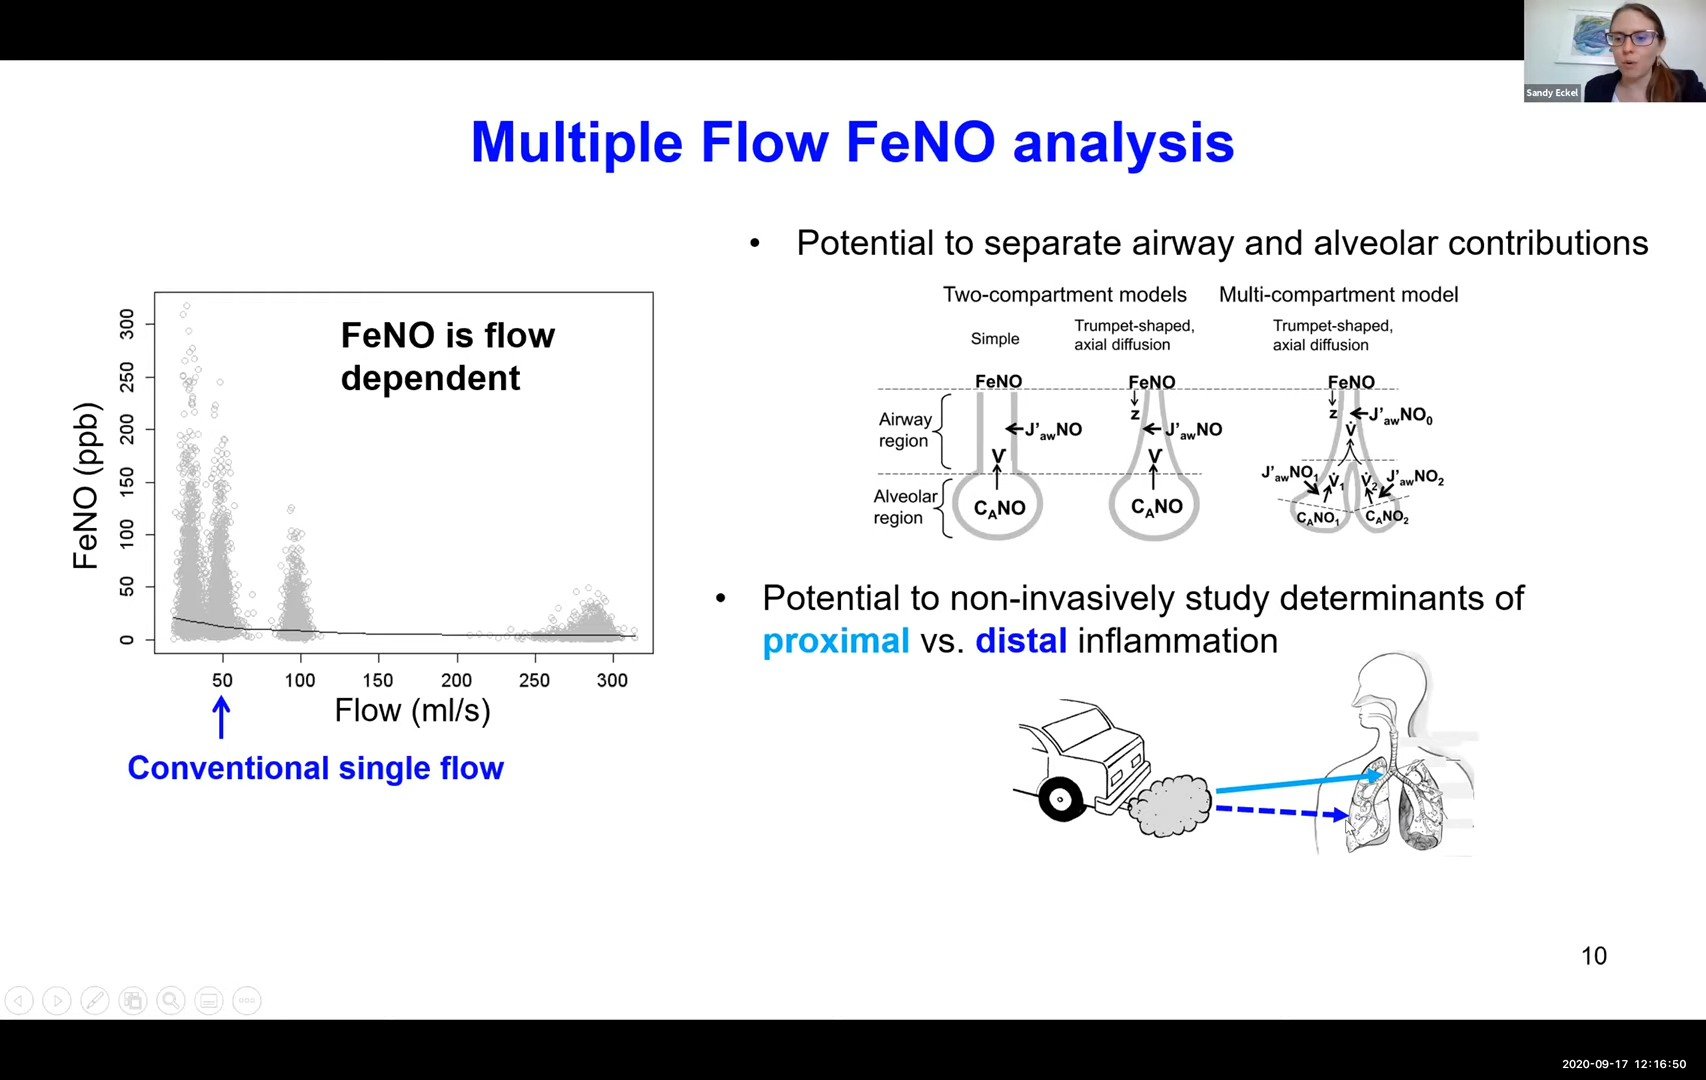 Sandy Eckel
Multiple Flow FeNO analysis
• Potential to separate airway and alveolar contributions
Two-compartment models
Multi-compartment model
Simple
Trumpet-shaped,
axial diffusion
Trumpet-shaped,
axial diffusion
FeNO
FeNO
FeNO
Airway
region
Alveolar
region
J'awNO
V
CANO
z
J'awNO
V
CANO
z
J'awNO0
V̇
J'awNO1
V̇1
V̇2
J'awNO2
CANO1
CANO2
FeNO is flow
dependent
FeNO (ppb)
300
250
200
150
100
50
0
50 100 150 200 250 300
Flow (ml/s)
Conventional single flow
• Potential to non-invasively study determinants of
proximal vs. distal inflammation
10
2020-09-17 12:16:50